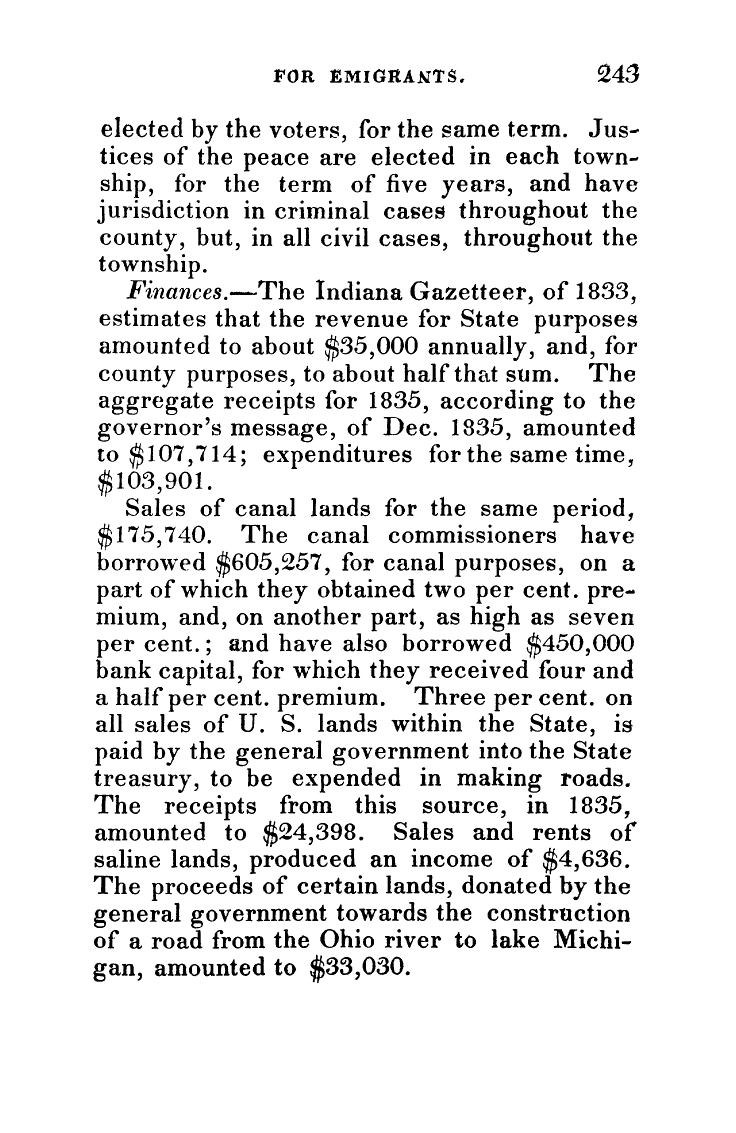 FOR EMIGRANTS. 243
elected by the voters, for the same term. Jus-
tices of the peace are elected in each town-
ship, for the term of five years, and have
jurisdiction in criminal cases throughout the
county, but, in all civil cases, throughout the
township.
Finances.—The Indiana Gazetteer, of 1833,
estimates that the revenue for State purposes
amounted to about $35,000 annually, and, for
county purposes, to about half that sum. The
aggregate receipts for 1835, according to the
governor's message, of Dec. 1835, amounted
to $107,714; expenditures for the same time,
$103,901.
Sales of canal lands for the same period,
$175,740. The canal commissioners have
borrowed $605,257, for canal purposes, on a
part of which they obtained two per cent. pre-
mium, and, on another part, as high as seven
per cent.; and have also borrowed $450,000
bank capital, for which they received four and
a half per cent. premium. Three per cent. on
all sales of U. S. lands within the State, is
paid by the general government into the State
treasury, to be expended in making roads.
The receipts from this source, in 1835,
amounted to $24,398. Sales and rents of
saline lands, produced an income of $4,636.
The proceeds of certain lands, donated by the
general government towards the construction
of a road from the Ohio river to lake Michi-
gan, amounted to $33,030.